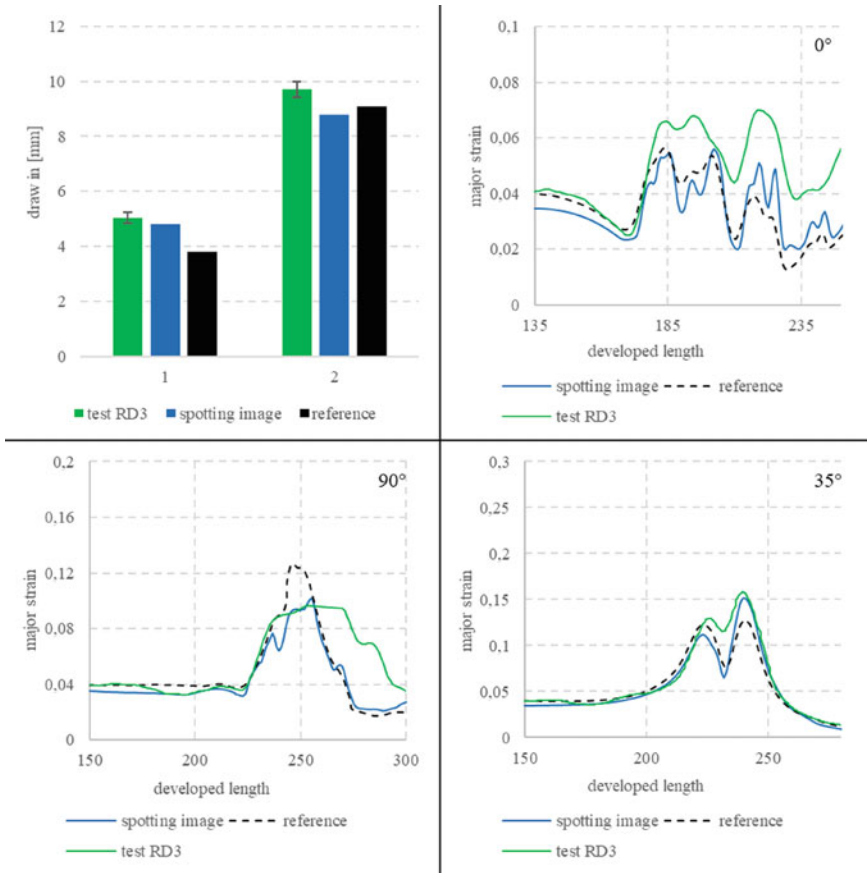 12
10
8
6
4
2
0
draw in [mm]
1 2
test RD3 spotting image reference
0°
0,1
0,08
0,06
0,04
0,02
0
major strain
135 185 235
developed length
spotting image reference
test RD3
90°
0,2
0,16
0,12
0,08
0,04
0
major strain
150 200 250 300
developed length
spotting image reference
test RD3
35°
0,3
0,2
0,15
0,1
0,05
0
major strain
150 200 250
developed length
spotting image reference
test RD3